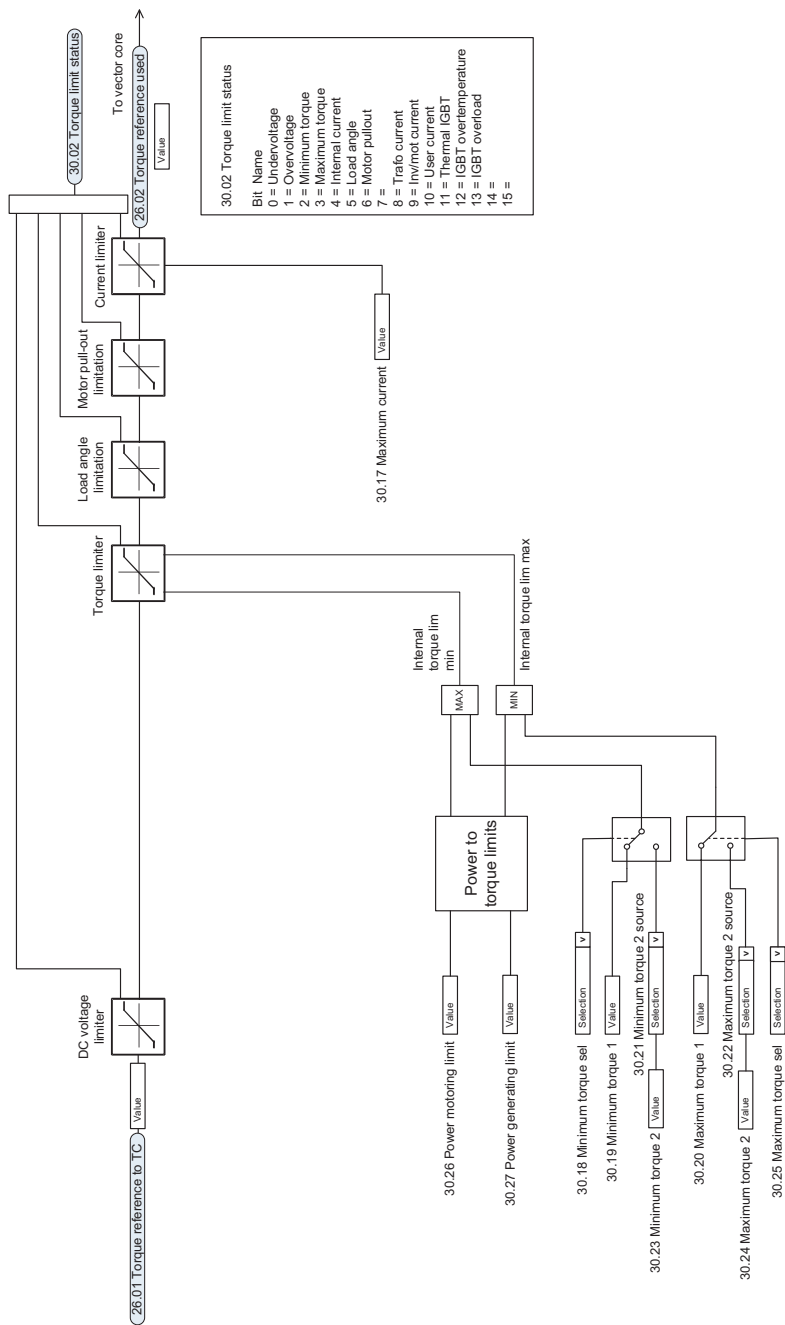 26.01 Torque reference to TC
Value
DC voltage
limiter
Torque limiter
Load angle
limitation
Motor pull-out
limitation
Current limiter
30.02 Torque limit status
26.02 Torque reference used
Value
To vector core
30.17 Maximum current
Value
30.02 Torque limit status
Bit Name
0 = Undervoltage
1 = Overvoltage
2 = Minimum torque
3 = Maximum torque
4 = Internal current
5 = Load angle
6 = Motor pullout
7 =
8 = Trafo current
9 = Inv/mot current
10 = User current
11 = Thermal IGBT
12 = IGBT overtemperature
13 = IGBT overload
14 =
15 =
30.26 Power motoring limit
Value
30.27 Power generating limit
Value
Power to
torque limits
MAX
MIN
Internal
torque lim
min
Internal torque lim max
30.18 Minimum torque sel
Selection
v
30.19 Minimum torque 1
Value
30.21 Minimum torque 2 source
Selection
v
30.23 Minimum torque 2
Value
30.20 Maximum torque 1
Value
30.22 Maximum torque 2 source
Selection
v
30.24 Maximum torque 2
Value
30.25 Maximum torque sel
Selection
v